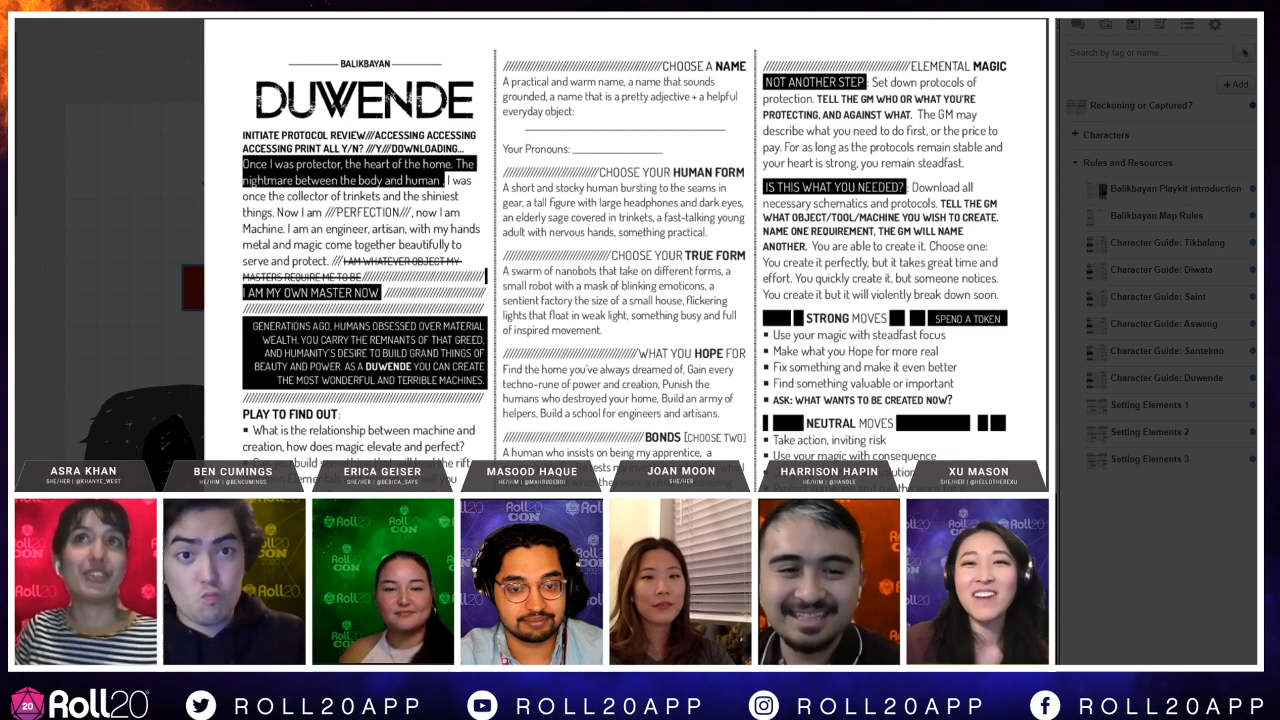 BALIKBAYAN
DUWENDE
INITIATE PROTOCOL REVIEW///ACCESSING ACCESSING
ACCESSING PRINT ALL Y/N? ///Y///DOWNLOADING...
Once I was protector, the heart of the home. The
nightmare between the body and human . I was
once the collector of trinkets and the shiniest
things. Now I am ///PERFECTION///, now I am
Machine. I am an engineer, artisan, with my hands
metal and magic come together beautifully to
serve and protect. ///I AM WHATEVER OBJECT MY
MASTERS REQUIRE ME TO BE////////////////////////////
I AM MY OWN MASTER NOW
GENERATIONS AGO, HUMANS OBSESSED OVER MATERIAL
WEALTH. YOU CARRY THE REMNANTS OF THAT GREED,
AND HUMANITY'S DESIRE TO BUILD GRAND THINGS OF
BEAUTY AND POWER. AS A DUWENDE YOU CAN CREATE
THE MOST WONDERFUL AND TERRIBLE MACHINES.
PLAY TO FIND OUT:
▪ What is the relationship between machine and
creation, how does magic elevate and perfect?
CHOOSE A NAME
A practical and warm name, a name that sounds
grounded, a name that is a pretty adjective + a helpful
everyday object:
Your Pronouns:
CHOOSE YOUR HUMAN FORM
A short and stocky human bursting to the seams in
gear, a tall figure with large headphones and dark eyes,
an elderly sage covered in trinkets, a fast-talking young
adult with nervous hands, something practical.
CHOOSE YOUR TRUE FORM
A swarm of nanobots that take on different forms, a
small robot with a mask of blinking emoticons, a
sentient factory the size of a small house, flickering
lights that float in weak light, something busy and full
of inspired movement.
WHAT YOU HOPE FOR
Find the home you've always dreamed of, Gain every
techno-rune of power and creation, Punish the
humans who destroyed your home, Build an army of
helpers, Build a school for engineers and artisans.
BONDS [CHOOSE TWO]
A human who insists on being my apprentice, a
ELEMENTAL MAGIC
NOT ANOTHER STEP : Set down protocols of
protection. TELL THE GM WHO OR WHAT YOU'RE
PROTECTING, AND AGAINST WHAT. The GM may
describe what you need to do first, or the price to
pay. For as long as the protocols remain stable and
your heart is strong, you remain steadfast.
IS THIS WHAT YOU NEEDED? : Download all
necessary schematics and protocols. TELL THE GM
WHAT OBJECT/TOOL/MACHINE YOU WISH TO CREATE.
NAME ONE REQUIREMENT, THE GM WILL NAME
ANOTHER. You are able to create it. Choose one:
You create it perfectly, but it takes great time and
effort. You quickly create it, but someone notices.
You create it but it will violently break down soon.
STRONG MOVES SPEND A TOKEN
▪ Use your magic with steadfast focus
▪ Make what you Hope for more real
▪ Fix something and make it even better
▪ Find something valuable or important
▪ ASK: WHAT WANTS TO BE CREATED NOW?
NEUTRAL MOVES
▪ Take action, inviting risk
▪ Use your magic with consequence
Search by tag or name...
+ Add
Reckoning or Captured?
Characters
Rules and Resources
Balikbayan Playkit introduction
Balikbayan Map Rules
Character Guide: Tikbalang
Character Guide: Diwata
Character Guide: Saint
Character Guide: Aswang
Character Guide: Santelmo
Character Guide: Duwende
Setting Elements 1
Setting Elements 2
Setting Elements 3
ASRA KHAN
SHE/HER | @KHANYE_WEST
BEN CUMINGS
HE/HIM | @BENCUMINGS
ERICA GEISER
SHE/HER | @BEBICA_SAYS
MASOOD HAQUE
HE/HIM | @MAHRUDEBOI
JOAN MOON
SHE/HER
HARRISON HAPIN
HE/HIM | @HANDLE
XU MASON
SHE/HER | @HELLOTHEREXU
20 Roll20
ROLL20APP
ROLL20APP
ROLL20APP
ROLL20APP